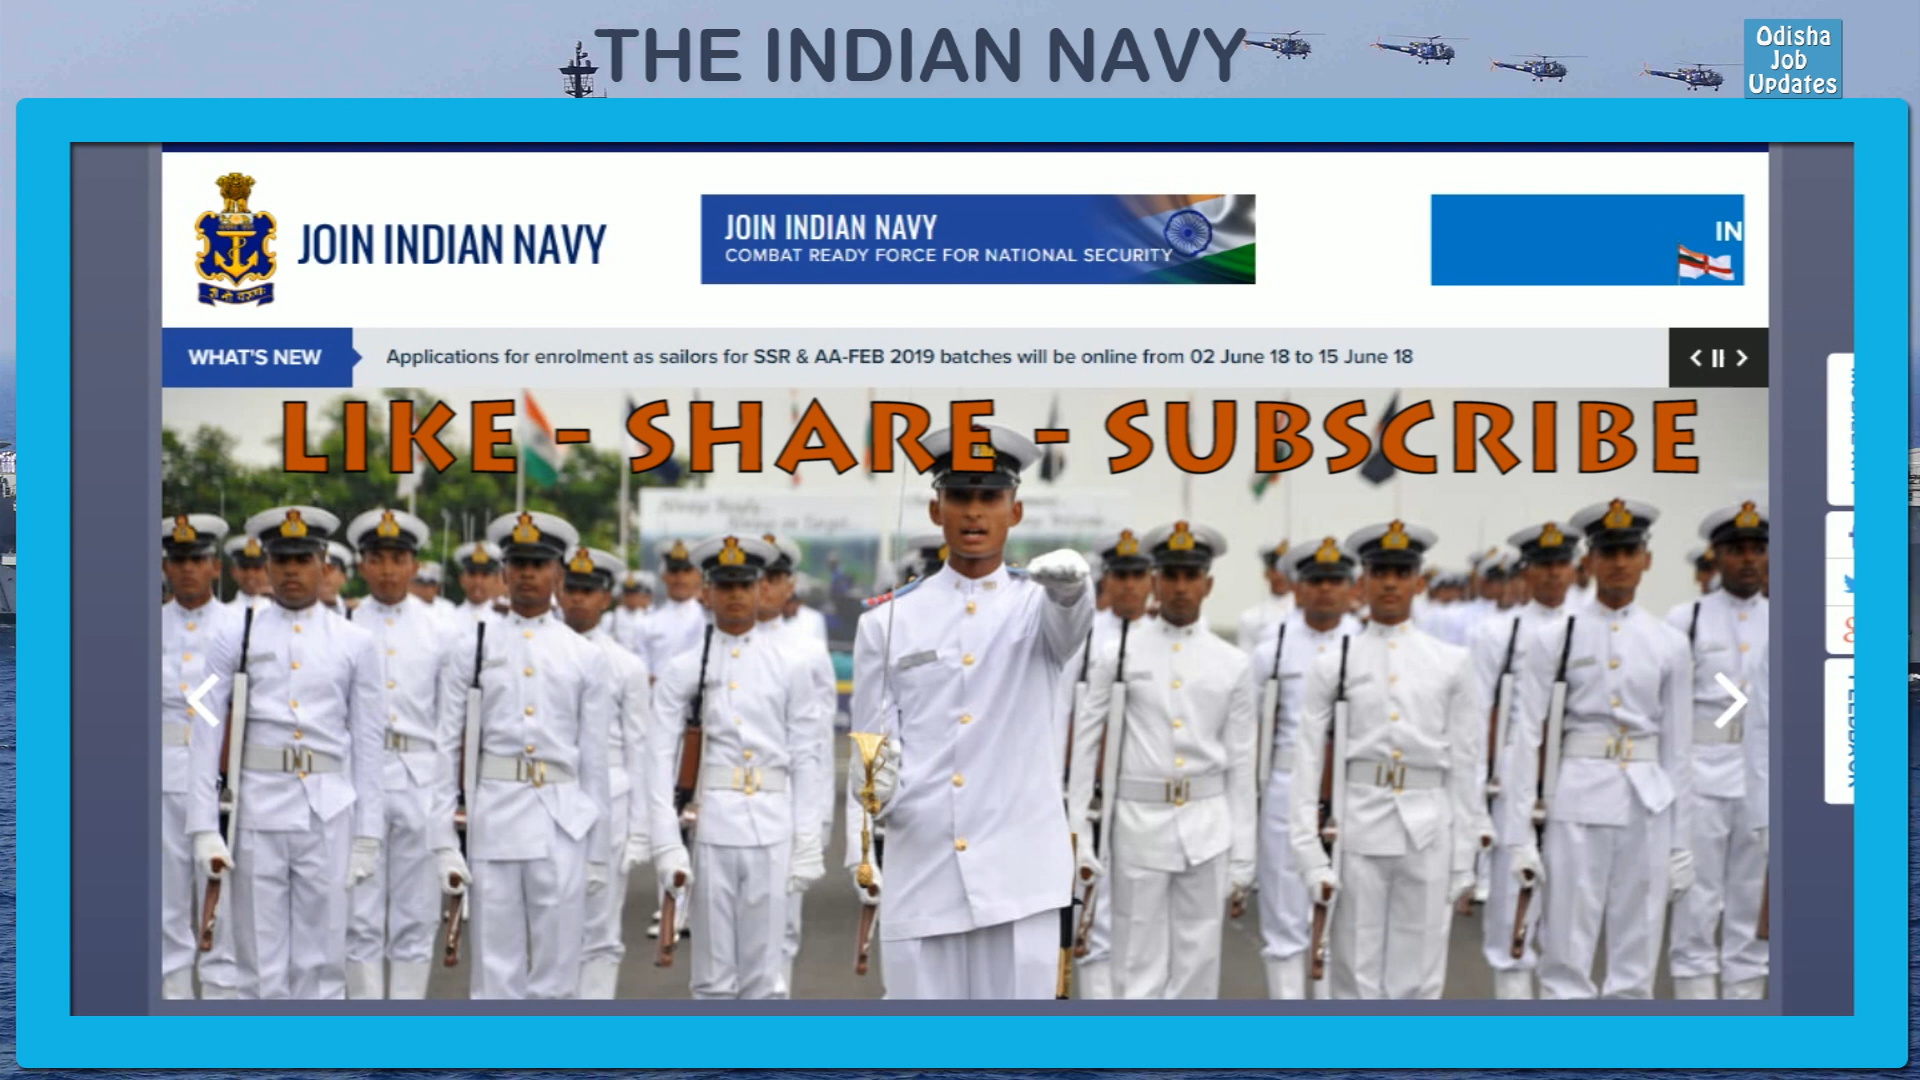 THE INDIAN NAVY
Odisha
Job
Updates
JOIN INDIAN NAVY
JOIN INDIAN NAVY
COMBAT READY FORCE FOR NATIONAL SECURITY
IN
WHAT'S NEW
Applications for enrolment as sailors for SSR & AA-FEB 2019 batches will be online from 02 June 18 to 15 June 18
LIKE - SHARE - SUBSCRIBE